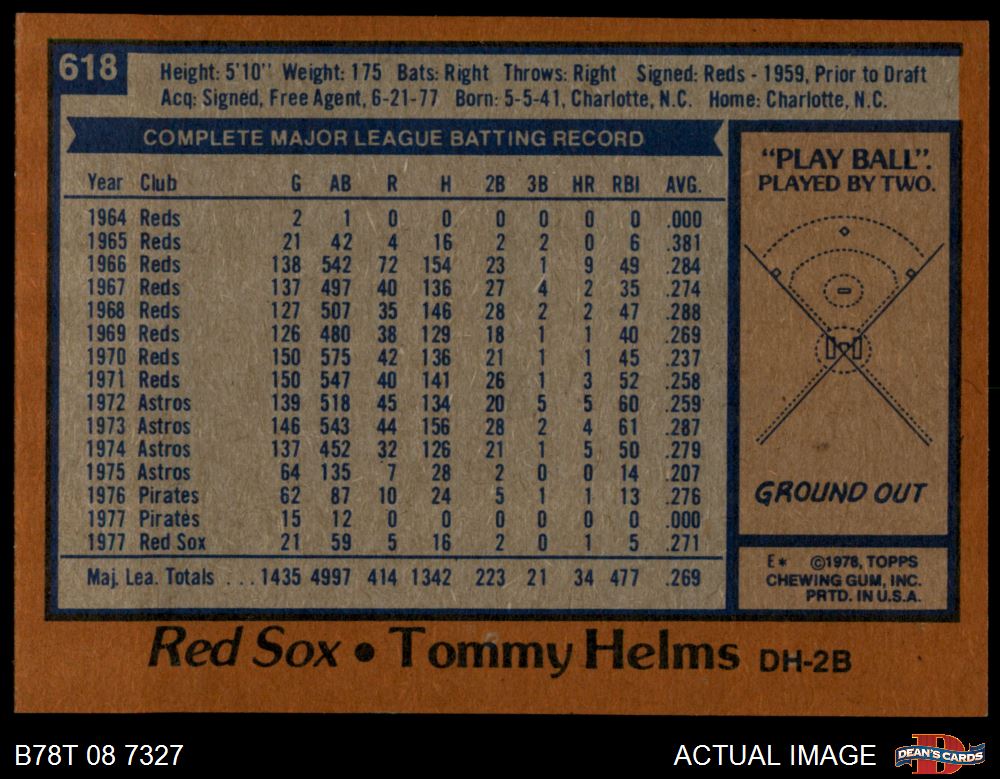 618
Height: 5'10" Weight: 175 Bats: Right Throws: Right Signed: Reds - 1959, Prior to Draft
Acq: Signed, Free Agent, 6-21-77 Born: 5-5-41, Charlotte, N.C. Home: Charlotte, N.C.
COMPLETE MAJOR LEAGUE BATTING RECORD
Year Club G AB R H 2B 3B HR RBI AVG.
1964 Reds 2 1 0 0 0 0 0 0 .000
1965 Reds 21 42 4 16 2 2 0 6 .381
1966 Reds 138 542 72 154 23 1 9 49 .284
1967 Reds 137 497 40 136 27 4 2 35 .274
1968 Reds 127 507 35 146 28 2 2 47 .288
1969 Reds 126 480 38 129 18 1 1 40 .269
1970 Reds 150 575 42 136 21 1 1 45 .237
1971 Reds 150 547 40 141 26 1 3 52 .258
1972 Astros 139 518 45 134 20 5 5 60 .259
1973 Astros 146 543 44 156 28 2 4 61 .287
1974 Astros 137 452 32 126 21 1 5 50 .279
1975 Astros 64 135 7 28 2 0 0 14 .207
1976 Pirates 62 87 10 24 5 1 1 13 .276
1977 Pirates 15 12 0 0 0 0 0 0 .000
1977 Red Sox 21 59 5 16 2 0 1 5 .271
Maj. Lea. Totals . . . 1435 4997 414 1342 223 21 34 477 .269
"PLAY BALL".
PLAYED BY TWO.
GROUND OUT
E* ©1978, TOPPS
CHEWING GUM, INC.
PRTD. IN U.S.A.
Red Sox • Tommy Helms DH-2B
B78T 08 7327
ACTUAL IMAGE
DEAN'S CARDS